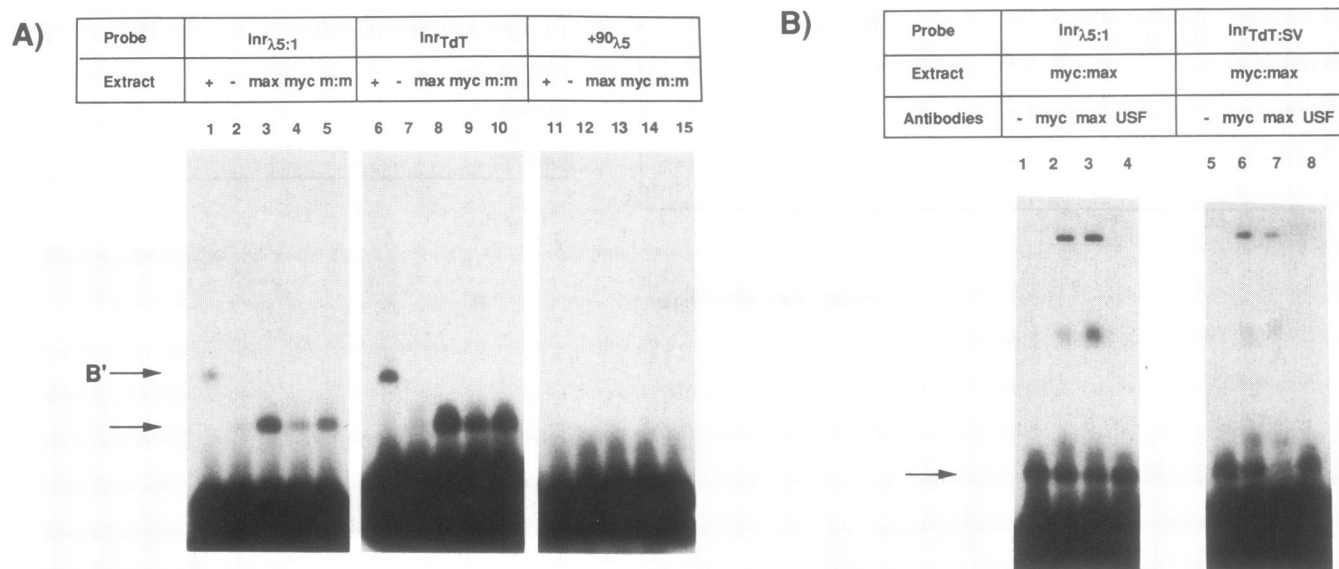 A)
Probe Inrλ5:1 InrTdT +90λ5
Extract + - max myc m:m + - max myc m:m + - max myc m:m
1 2 3 4 5 6 7 8 9 10 11 12 13 14 15
B'
B)
Probe Inrλ5:1 InrTdT:SV
Extract myc:max myc:max
Antibodies - myc max USF - myc max USF
1 2 3 4 5 6 7 8